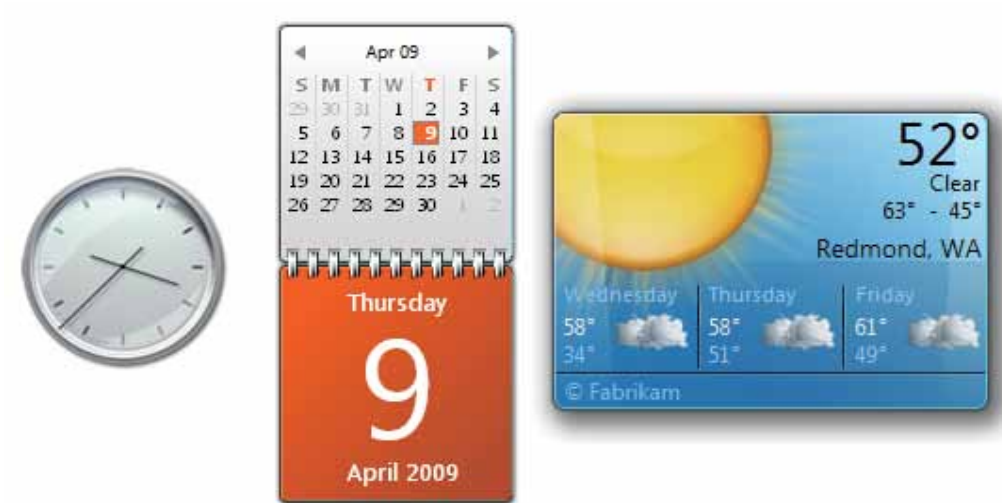 Apr 09
S M T W T F S
29 30 31 1 2 3 4
5 6 7 8 9 10 11
12 13 14 15 16 17 18
19 20 21 22 23 24 25
26 27 28 29 30 1 2
Thursday
9
April 2009
52°
Clear
63° - 45°
Redmond, WA
Wednesday Thursday Friday
58° 58° 61°
34° 51° 49°
© Fabrikam